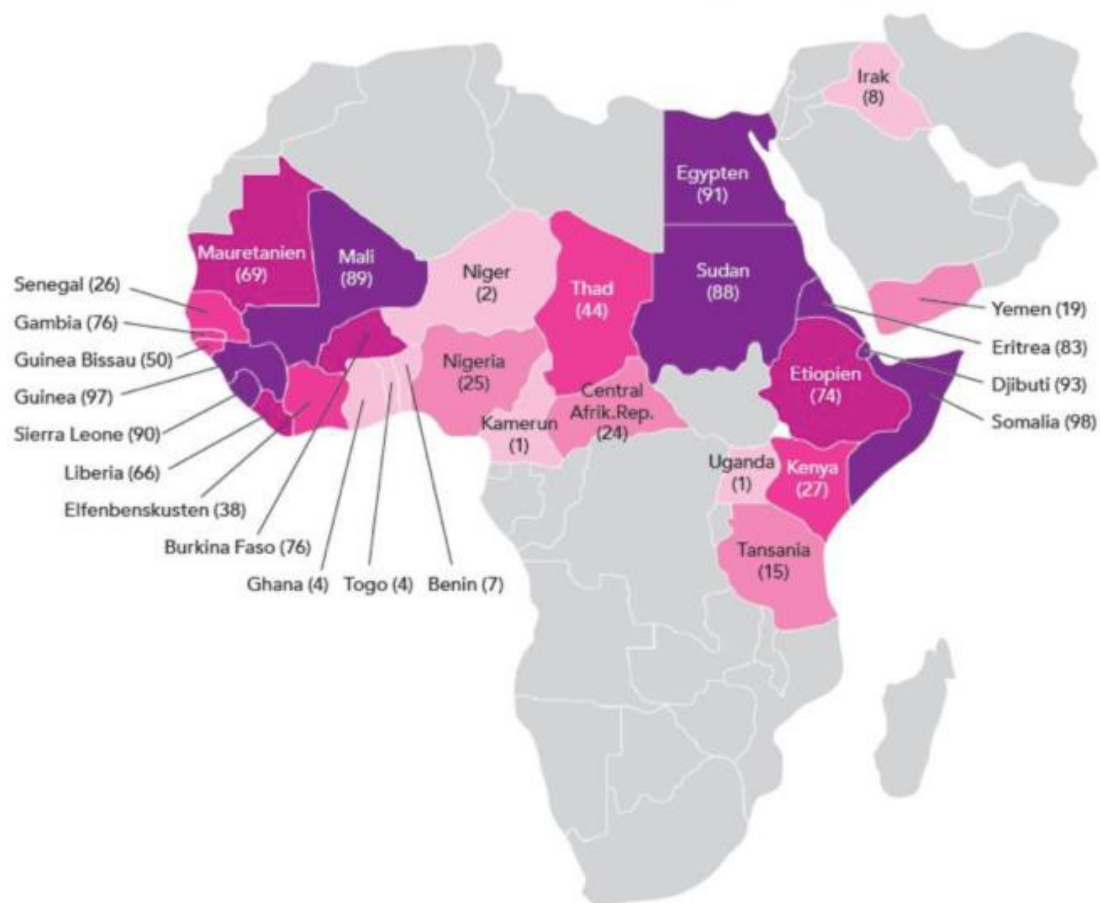 Irak
(8)
Egypten
(91)
Mauretanien
(69)
Mali
(89)
Niger
(2)
Thad
(44)
Sudan
(88)
Senegal (26)
Gambia (76)
Guinea Bissau (50)
Guinea (97)
Sierra Leone (90)
Liberia (66)
Elfenbenskusten (38)
Burkina Faso (76)
Ghana (4)
Togo (4)
Benin (7)
Nigeria
(25)
Kamerun
(1)
Central
Afrik.Rep.
(24)
Etiopien
(74)
Uganda
(1)
Kenya
(27)
Tansania
(15)
Yemen (19)
Eritrea (83)
Djibuti (93)
Somalia (98)